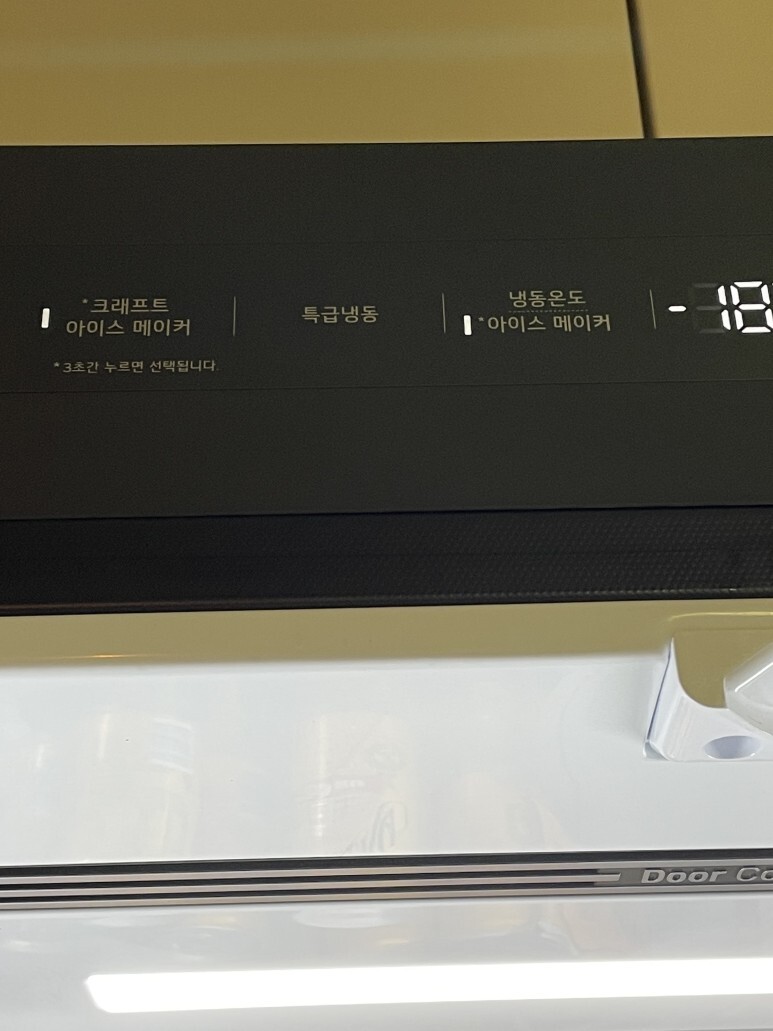 *크래프트
아이스 메이커
*3초간 누르면 선택됩니다.
특급냉동
냉동온도
*아이스 메이커
-18
Door